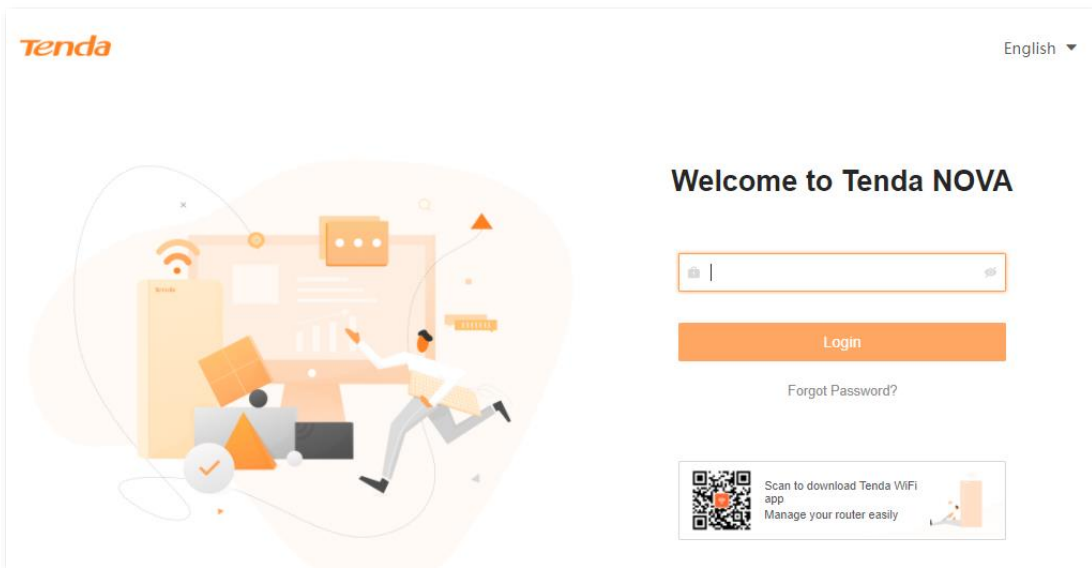 Tenda
English
Welcome to Tenda NOVA
Tenda
Login
Forgot Password?
Scan to download Tenda WiFi
app
Manage your router easily